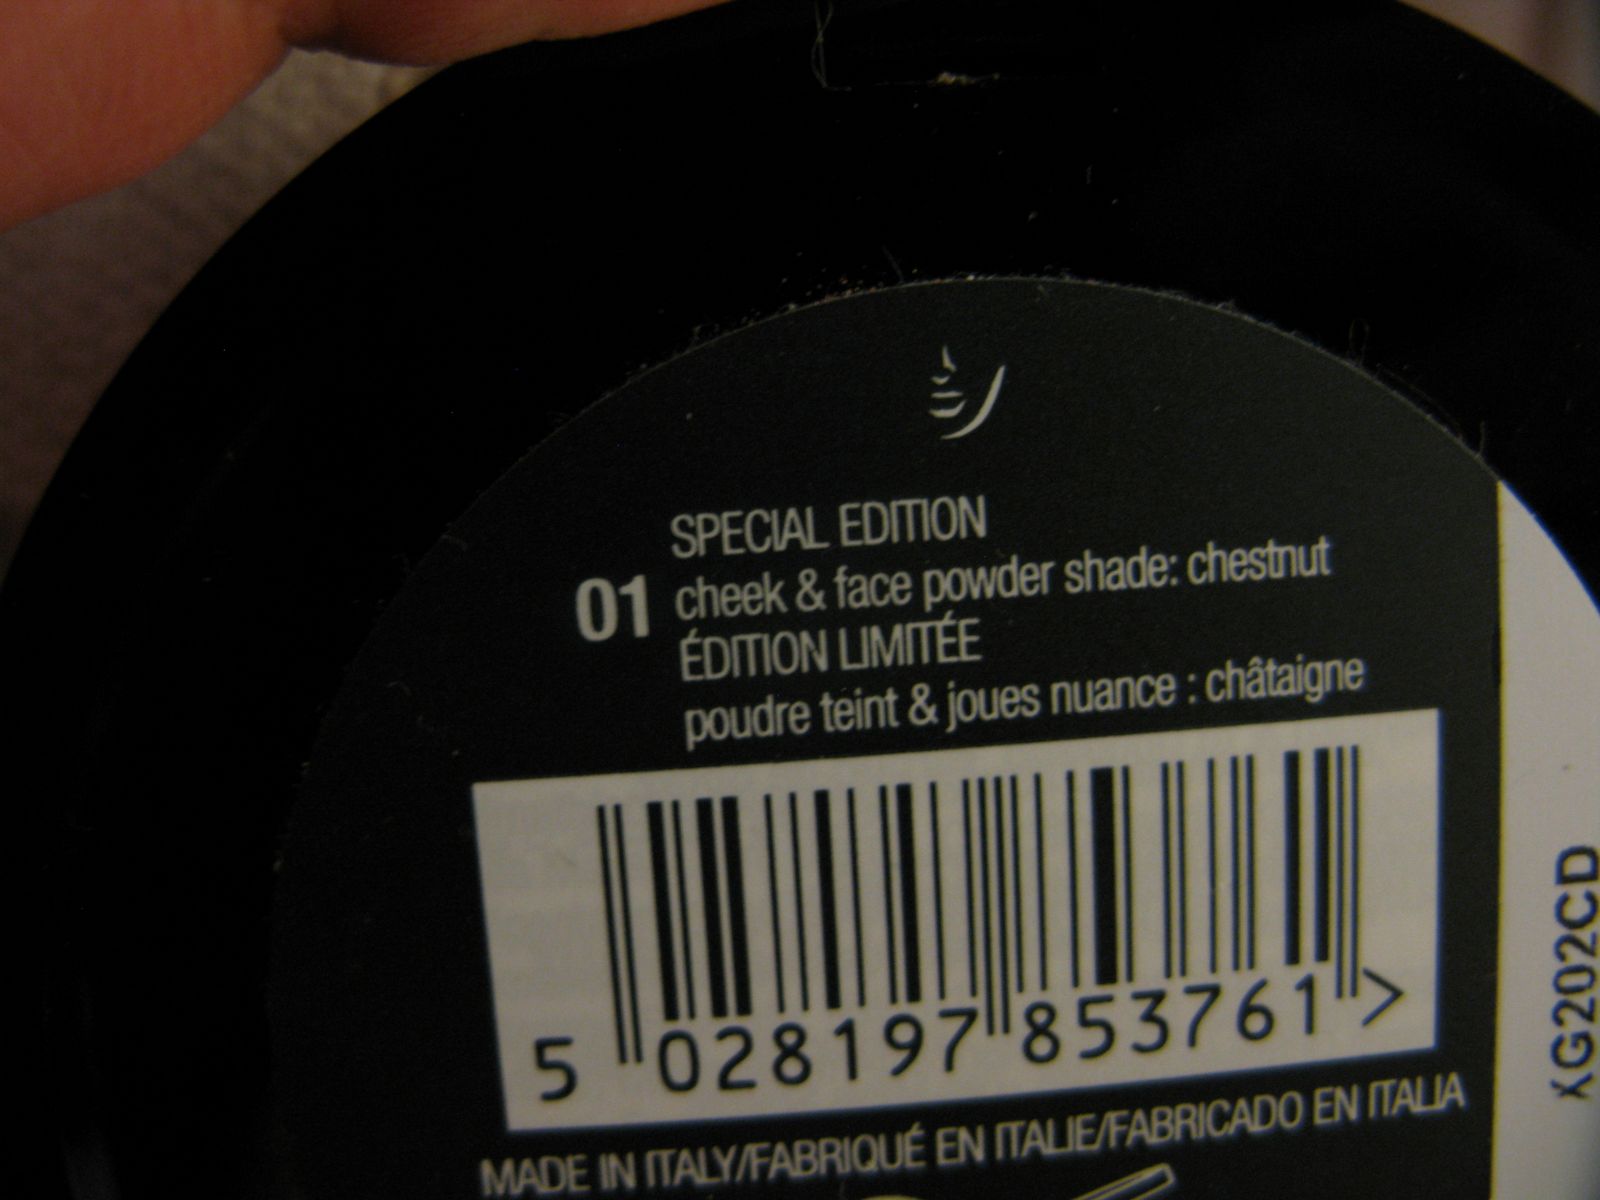 SPECIAL EDITION
01 cheek & face powder shade: chestnut
ÉDITION LIMITÉE
poudre teint & joues nuance : châtaigne
5 028197 853761 >
MADE IN ITALY/FABRIQUÉ EN ITALIE/FABRICADO EN ITALIA
XG202CD